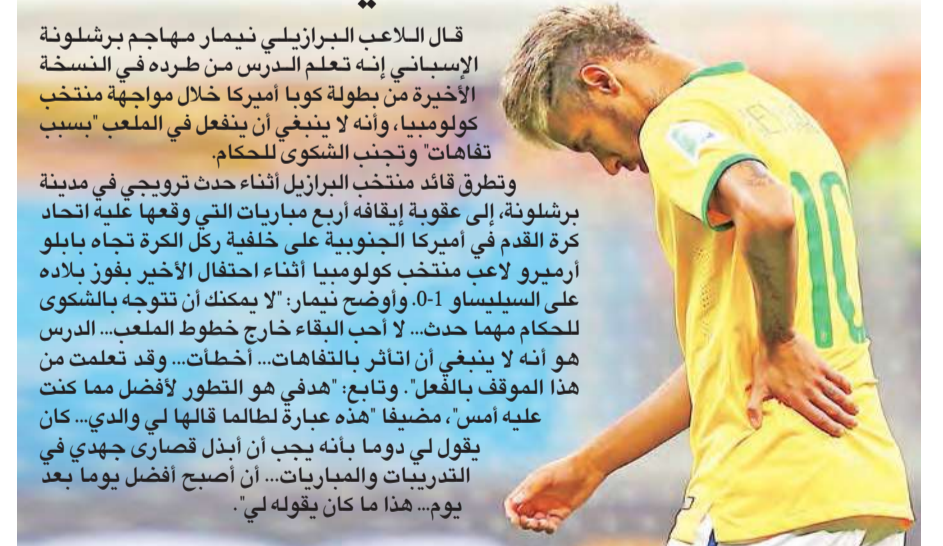 قال اللاعب البرازيلي نيمار مهاجم برشلونة
الإسباني إنه تعلم الدرس من طرده في النسخة
الأخيرة من بطولة كوبا أميركا خلال مواجهة منتخب
كولومبيا، وأنه لا ينبغي أن ينفعل في الملعب "بسبب
تفاهات" وتجنب الشكوى للحكام.
وتطرق قائد منتخب البرازيل أثناء حدث ترويجي في مدينة
برشلونة، إلى عقوبة إيقافه أربع مباريات التي وقعها عليه اتحاد
كرة القدم في أميركا الجنوبية على خلفية ركل الكرة تجاه بابلو
أرميرو لاعب منتخب كولومبيا أثناء احتفال الأخير بفوز بلاده
على السيليساو 1-0. وأوضح نيمار: "لا يمكنك أن تتوجه بالشكوى
للحكام مهما حدث... لا أحب البقاء خارج خطوط الملعب... الدرس
هو أنه لا ينبغي أن اتأثر بالتفاهات... أخطأت... وقد تعلمت من
هذا الموقف بالفعل". وتابع: "هدفي هو التطور لأفضل مما كنت
عليه أمس"، مضيفا "هذه عبارة لطالما قالها لي والدي... كان
يقول لي دوما بأنه يجب أن أبذل قصارى جهدي في
التدريبات والمباريات... أن أصبح أفضل يوما بعد
يوم... هذا ما كان يقوله لي".
10